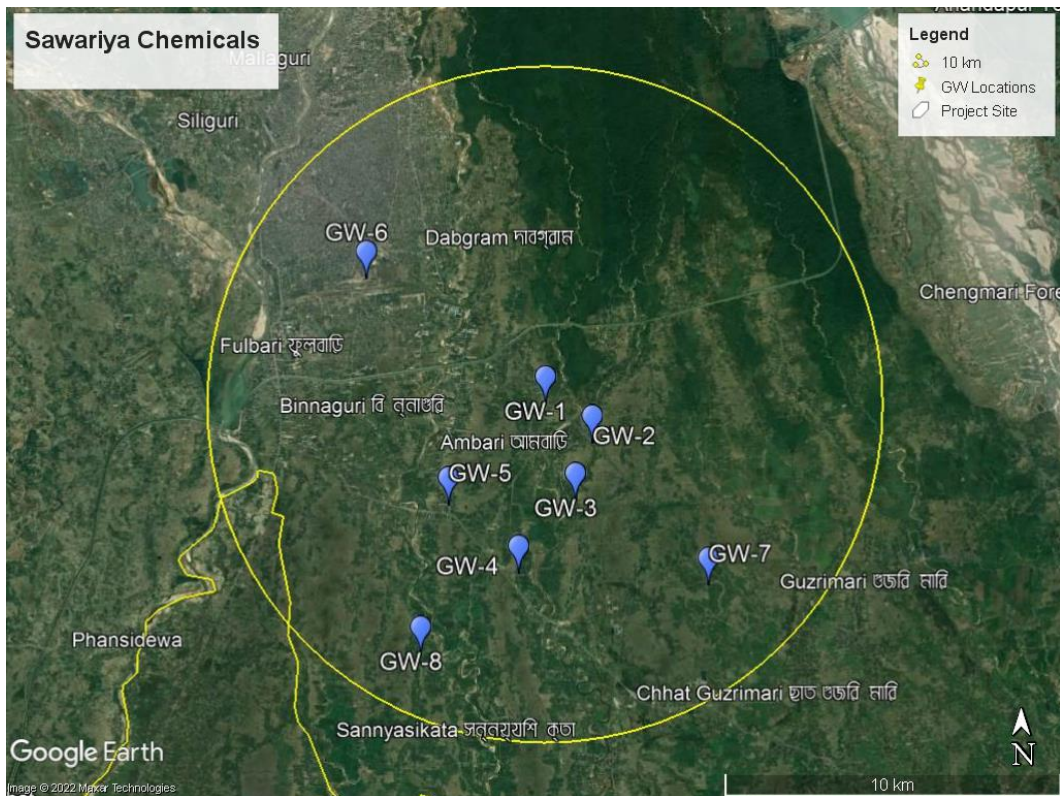 Sawariya Chemicals
Legend
10 km
GW Locations
Project Site
Mallaguri
Siliguri
GW-6
Dabgram দাবগ্রাম
Chengmari Fore
Fulbari ফুলবাড়ি
Binnaguri বি ন্নাগুরি
GW-1
GW-2
Ambari আমবাড়ি
GW-5
GW-3
GW-4
GW-7
Guzrimari গুজরি মারি
Phansidewa
GW-8
Chhat Guzrimari ছাত গুজরি মারি
Sannyasikata
N
Google Earth
Image © 2022 Maxar Technologies
10 km